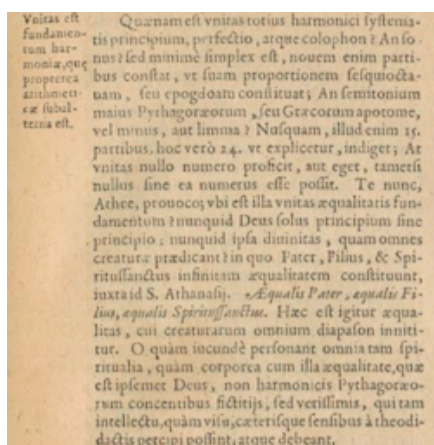 Vnitas est
fundamen-
tum har-
moniæ, quę
propterea
arithmeti-
cæ subal-
terna est.
Quænam est vnitas totius harmonici systema-
tis principium, perfectio, atque colophon? An so-
nus? sed minimè simplex est, nouem enim parti-
bus constat, vt suam proportionem sesquiocta-
uam, seu epogdoam constituat; An semitonium
maius Pythagoræorum, seu Græcorum apotome,
vel minus, aut limma? Nusquam, illud enim 15.
partibus, hoc verò 24. vt explicetur, indiget; At
vnitas nullo numero proficit, aut eget, tametsi
nullus sine ea numerus esse possit. Te nunc,
Athee, prouoco; vbi est illa vnitas æqualitatis fun-
damentum? nunquid Deus solus principium sine
principio; nunquid ipsa diuinitas, quam omnes
creaturæ prædicant? in quo Pater, Filius, & Spi-
ritussanctus infinitam æqualitatem constituunt,
iuxta id S. Athanasij. Æqualis Pater, æqualis Fi-
lius, æqualis Spiritussanctus. Hæc est igitur æqua-
litas, cui creaturarum omnium diapason inniti-
tur. O quàm iucundè personant omnia tam spi-
ritualia, quàm corporea cum illa æqualitate, quæ
est ipsemet Deus, non harmonicis Pythagoræo-
rum concentibus fictitijs, sed verissimis, qui tam
intellectu, quàm visu, cæterisque sensibus à theodi-
dactis percipi possint, atque debeant.